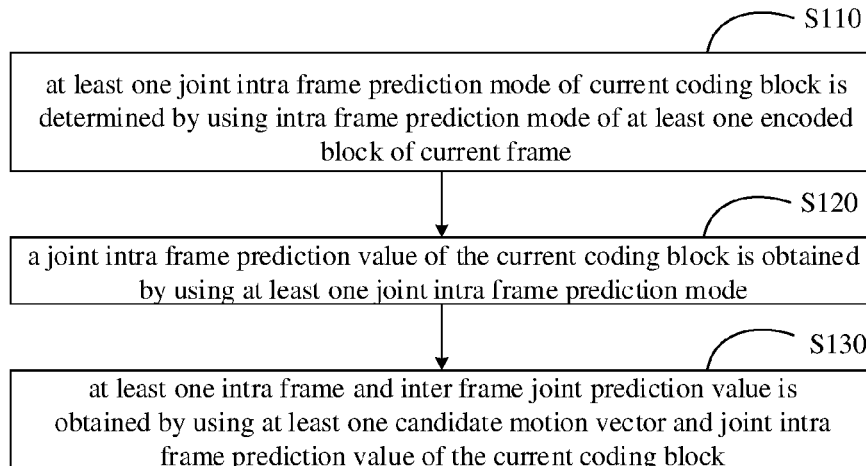 S110
at least one joint intra frame prediction mode of current coding block is
determined by using intra frame prediction mode of at least one encoded
block of current frame
S120
a joint intra frame prediction value of the current coding block is obtained
by using at least one joint intra frame prediction mode
S130
at least one intra frame and inter frame joint prediction value is
obtained by using at least one candidate motion vector and joint intra
frame prediction value of the current coding block